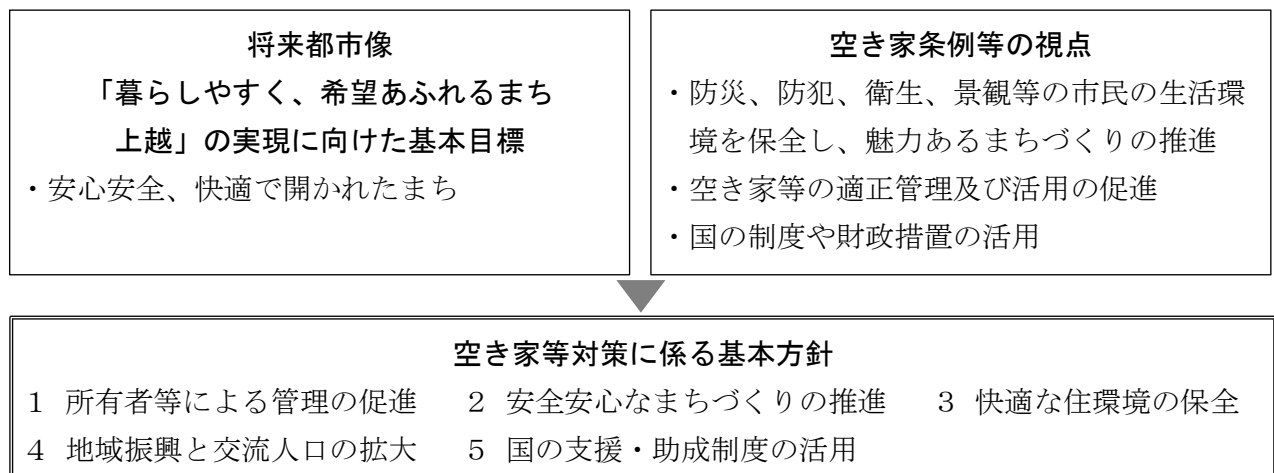 将来都市像
「暮らしやすく、希望あふれるまち
上越」の実現に向けた基本目標
・安心安全、快適で開かれたまち
空き家条例等の視点
・防災、防犯、衛生、景観等の市民の生活環
境を保全し、魅力あるまちづくりの推進
・空き家等の適正管理及び活用の促進
・国の制度や財政措置の活用
空き家等対策に係る基本方針
1 所有者等による管理の促進 2 安全安心なまちづくりの推進 3 快適な住環境の保全
4 地域振興と交流人口の拡大 5 国の支援・助成制度の活用